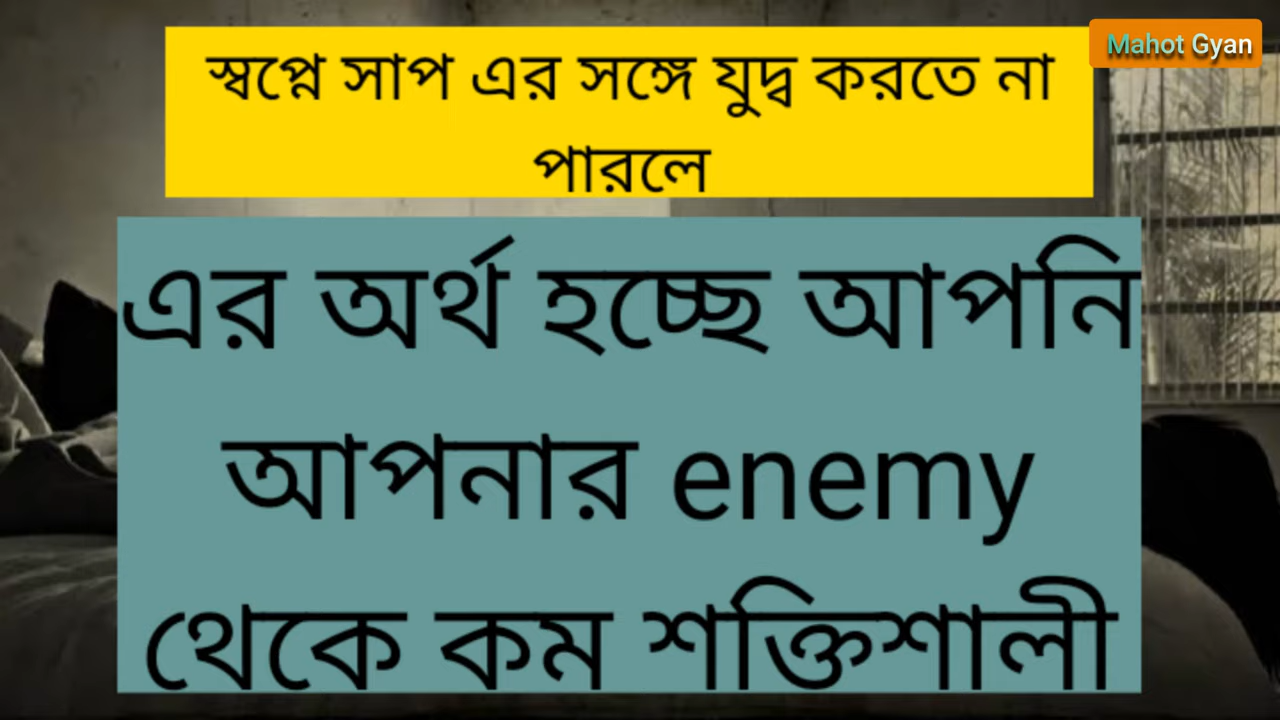 Mahot Gyan
স্বপ্নে সাপ এর সঙ্গে যুদ্ব করতে না
পারলে
এর অর্থ হচ্ছে আপনি
আপনার enemy
থেকে কম শক্তিশালী